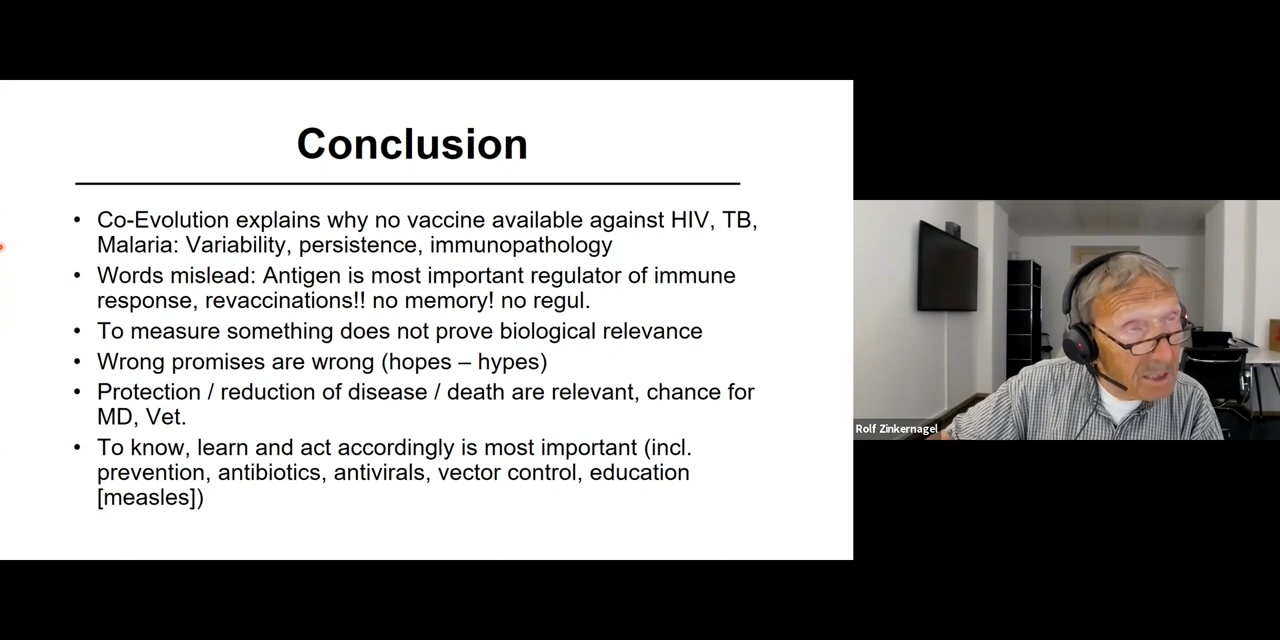 Conclusion
• Co-Evolution explains why no vaccine available against HIV, TB,
Malaria: Variability, persistence, immunopathology
• Words mislead: Antigen is most important regulator of immune
response, revaccinations!! no memory! no regul.
• To measure something does not prove biological relevance
• Wrong promises are wrong (hopes – hypes)
• Protection / reduction of disease / death are relevant, chance for
MD, Vet.
• To know, learn and act accordingly is most important (incl.
prevention, antibiotics, antivirals, vector control, education
[measles])
Rolf Zinkernagel